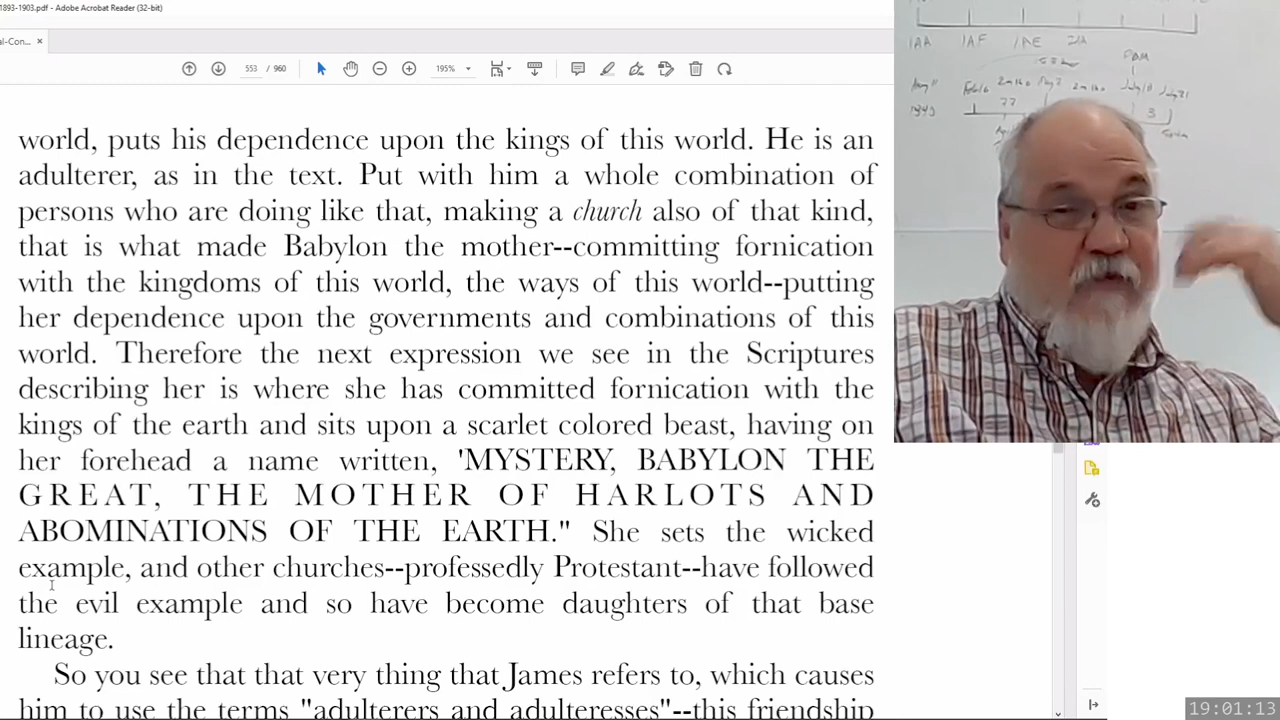 1893-1903.pdf - Adobe Acrobat Reader (32-bit)
al-Con... ×
553 / 960
195%
world, puts his dependence upon the kings of this world. He is an
adulterer, as in the text. Put with him a whole combination of
persons who are doing like that, making a church also of that kind,
that is what made Babylon the mother--committing fornication
with the kingdoms of this world, the ways of this world--putting
her dependence upon the governments and combinations of this
world. Therefore the next expression we see in the Scriptures
describing her is where she has committed fornication with the
kings of the earth and sits upon a scarlet colored beast, having on
her forehead a name written, 'MYSTERY, BABYLON THE
GREAT, THE MOTHER OF HARLOTS AND
ABOMINATIONS OF THE EARTH." She sets the wicked
example, and other churches--professedly Protestant--have followed
the evil example and so have become daughters of that base
lineage.
So you see that that very thing that James refers to, which causes
him to use the terms "adulterers and adulteresses"--this friendship
1AA 1AF 1AE
3
19:01:13